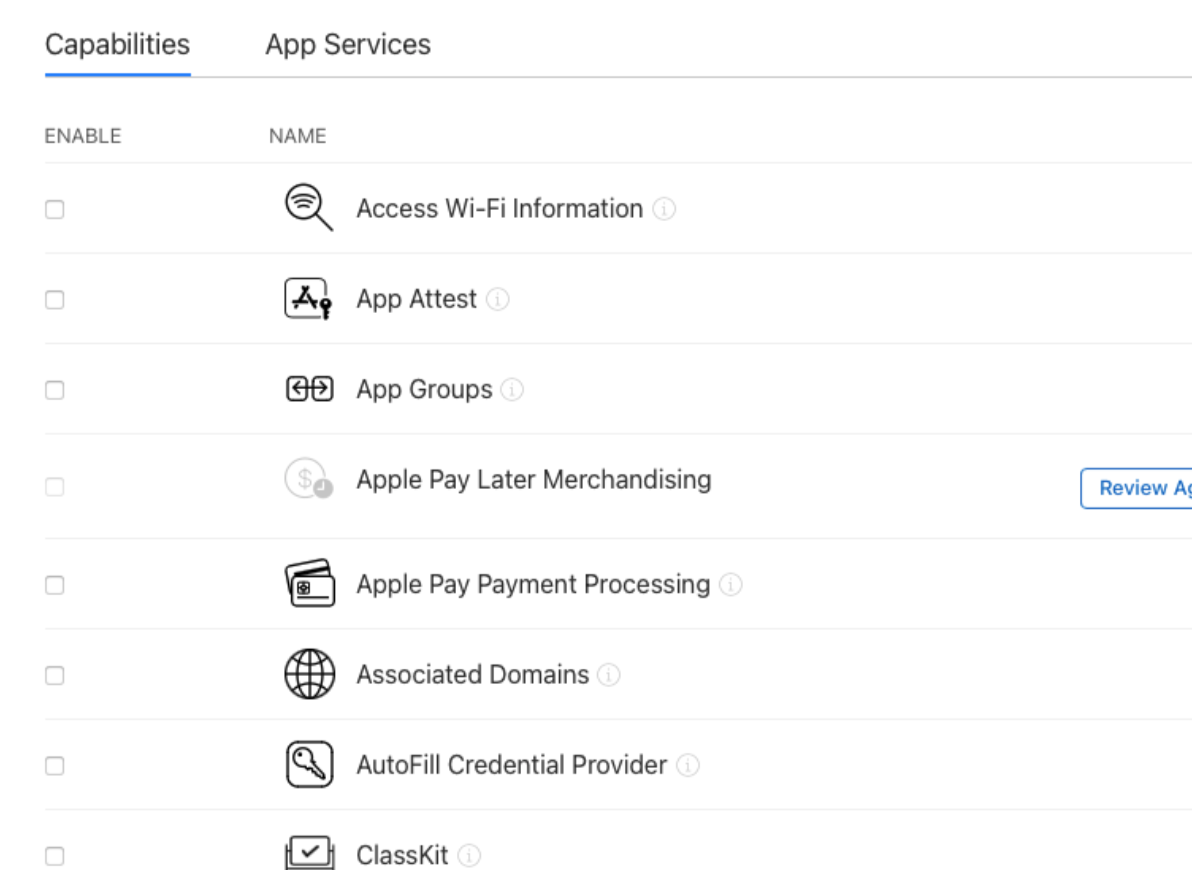 Capabilities App Services
ENABLE NAME
Access Wi-Fi Information
App Attest
App Groups
Apple Pay Later Merchandising
Review
Apple Pay Payment Processing
Associated Domains
AutoFill Credential Provider
ClassKit